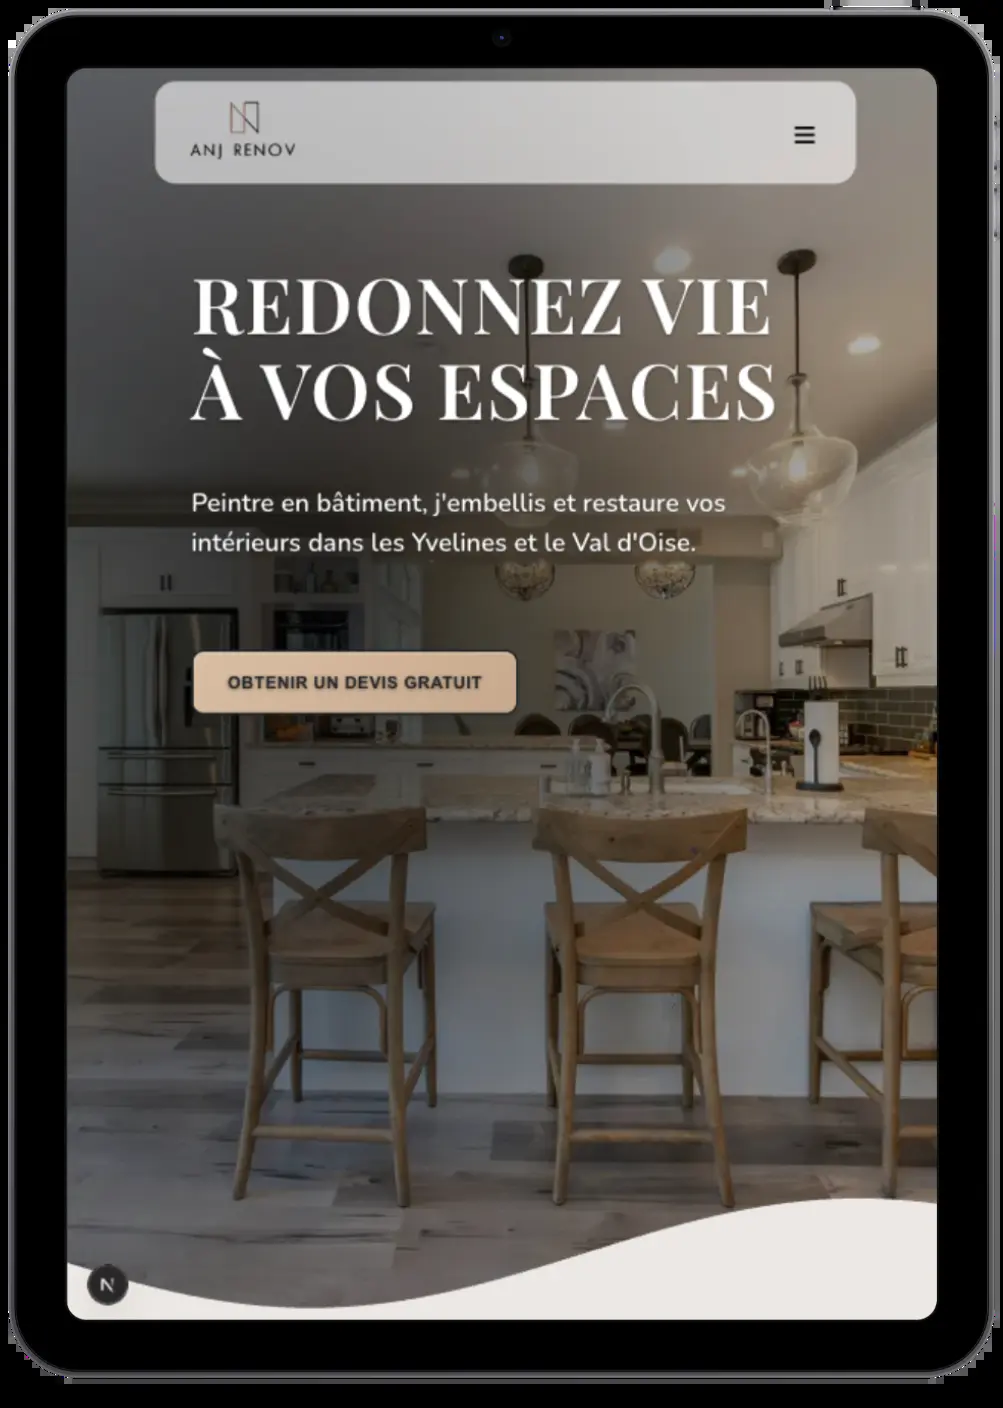 ANJ RENOV
REDONNEZ VIE
À VOS ESPACES
Peintre en bâtiment, j'embellis et restaure vos
intérieurs dans les Yvelines et le Val d'Oise.
OBTENIR UN DEVIS GRATUIT
N